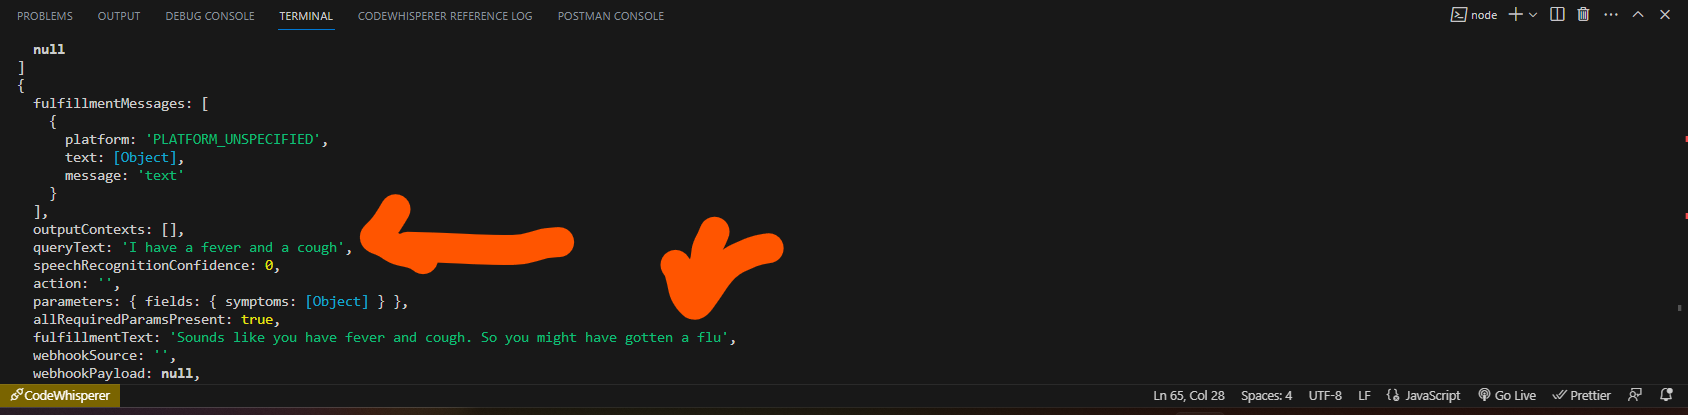 PROBLEMS OUTPUT DEBUG CONSOLE TERMINAL CODEWHISPERER REFERENCE LOG POSTMAN CONSOLE node
null
]
{
fulfillmentMessages: [
{
platform: 'PLATFORM_UNSPECIFIED',
text: [Object],
message: 'text'
}
],
outputContexts: [],
queryText: 'I have a fever and a cough',
speechRecognitionConfidence: 0,
action: '',
parameters: { fields: { symptoms: [Object] } },
allRequiredParamsPresent: true,
fulfillmentText: 'Sounds like you have fever and cough. So you might have gotten a flu',
webhookSource: '',
webhookPayload: null,
CodeWhisperer Ln 65, Col 28 Spaces: 4 UTF-8 LF JavaScript Go Live Prettier